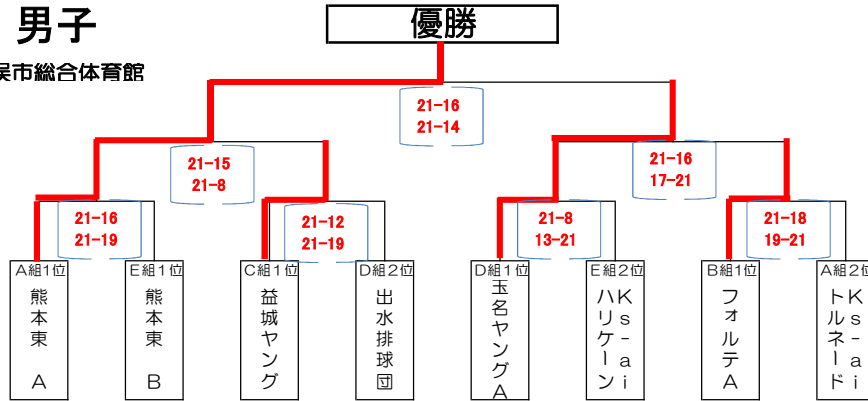 男子
優勝
市総合体育館
21-16
21-14
21-15
21-8
21-16
17-21
21-16
21-19
21-12
21-19
21-8
13-21
21-18
19-21
A組1位
E組1位
C組1位
D組2位
D組1位
E組2位
B組1位
A組2位
熊本東 A
熊本東 B
益城ヤング
出水排球団
玉名ヤングA
Ks-ai
ハリケーン
フォルテA
Ks-ai
トルネード